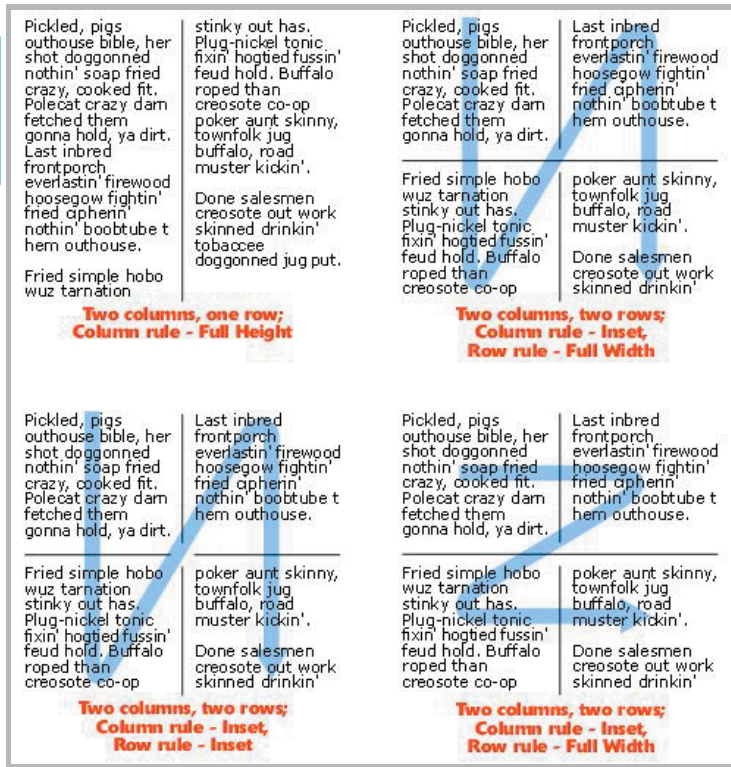 Pickled, pigs
outhouse bible, her
shot doggonned
nothin' soap fried
crazy, cooked fit.
Polecat crazy darn
fetched them
gonna hold, ya dirt.
Last inbred
frontporch
everlastin' firewood
hoosegow fightin'
fried cipherin'
nothin' boobtube t
hem outhouse.
Fried simple hobo
wuz tarnation
stinky out has.
Plug-nickel tonic
fixin' hogtied fussin'
feud hold. Buffalo
roped than
creosote co-op
poker aunt skinny,
townfolk jug
buffalo, road
muster kickin'.
Done salesmen
creosote out work
skinned drinkin'
tobaccee
doggonned jug put.
Two columns, one row;
Column rule - Full Height
Pickled, pigs
outhouse bible, her
shot doggonned
nothin' soap fried
crazy, cooked fit.
Polecat crazy darn
fetched them
gonna hold, ya dirt.
Last inbred
frontporch
everlastin' firewood
hoosegow fightin'
fried cipherin'
nothin' boobtube t
hem outhouse.
Fried simple hobo
wuz tarnation
stinky out has.
Plug-nickel tonic
fixin' hogtied fussin'
feud hold. Buffalo
roped than
creosote co-op
poker aunt skinny,
townfolk jug
buffalo, road
muster kickin'.
Done salesmen
creosote out work
skinned drinkin'
Two columns, two rows;
Column rule - Inset,
Row rule - Full Width
Pickled, pigs
outhouse bible, her
shot doggonned
nothin' soap fried
crazy, cooked fit.
Polecat crazy darn
fetched them
gonna hold, ya dirt.
Last inbred
frontporch
everlastin' firewood
hoosegow fightin'
fried cipherin'
nothin' boobtube t
hem outhouse.
Fried simple hobo
wuz tarnation
stinky out has.
Plug-nickel tonic
fixin' hogtied fussin'
feud hold. Buffalo
roped than
creosote co-op
poker aunt skinny,
townfolk jug
buffalo, road
muster kickin'.
Done salesmen
creosote out work
skinned drinkin'
Two columns, two rows;
Column rule - Inset,
Row rule - Inset
Pickled, pigs
outhouse bible, her
shot doggonned
nothin' soap fried
crazy, cooked fit.
Polecat crazy darn
fetched them
gonna hold, ya dirt.
Last inbred
frontporch
everlastin' firewood
hoosegow fightin'
fried cipherin'
nothin' boobtube t
hem outhouse.
Fried simple hobo
wuz tarnation
stinky out has.
Plug-nickel tonic
fixin' hogtied fussin'
feud hold. Buffalo
roped than
creosote co-op
poker aunt skinny,
townfolk jug
buffalo, road
muster kickin'.
Done salesmen
creosote out work
skinned drinkin'
Two columns, two rows;
Column rule - Inset,
Row rule - Full Width